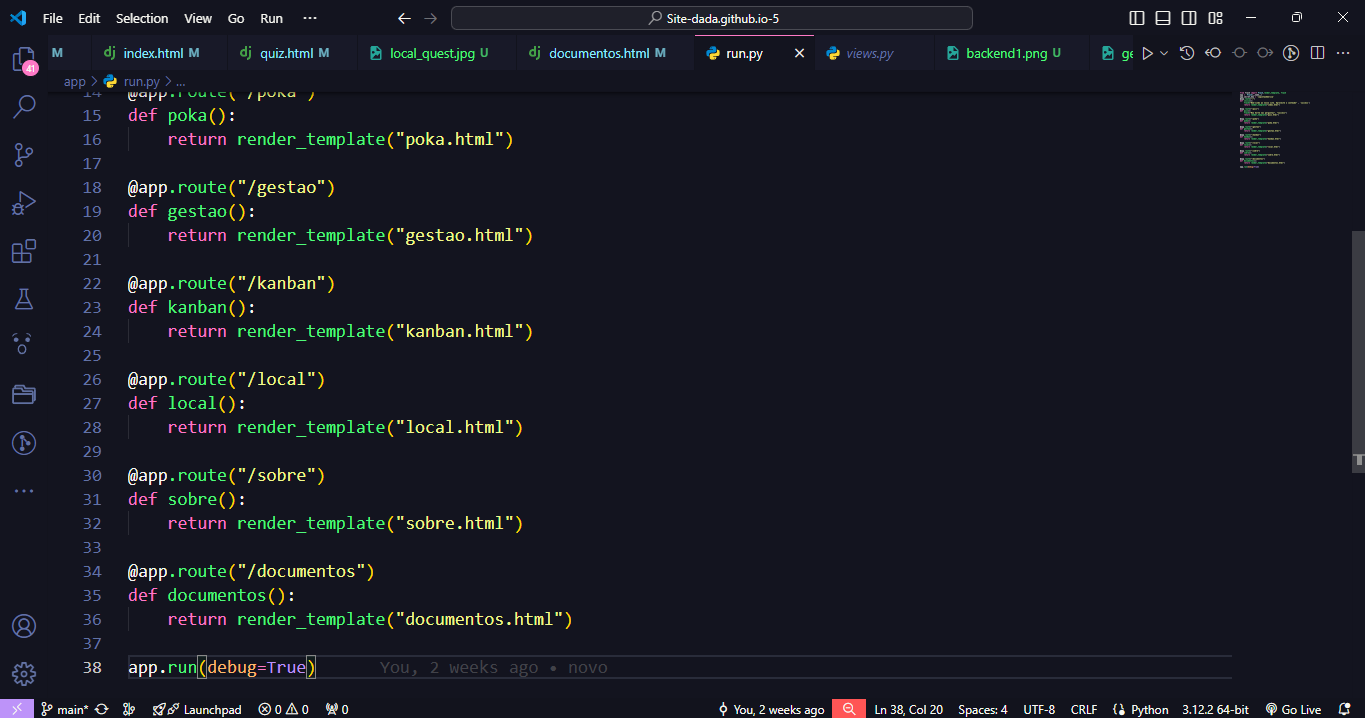 File Edit Selection View Go Run ··· Site-dada.github.io-5
M dj index.html M dj quiz.html M local_quest.jpg U dj documentos.html M run.py views.py backend1.png U ge
app > run.py > ...
14 @app.route("/poka")
15 def poka():
16 return render_template("poka.html")
17
18 @app.route("/gestao")
19 def gestao():
20 return render_template("gestao.html")
21
22 @app.route("/kanban")
23 def kanban():
24 return render_template("kanban.html")
25
26 @app.route("/local")
27 def local():
28 return render_template("local.html")
29
30 @app.route("/sobre")
31 def sobre():
32 return render_template("sobre.html")
33
34 @app.route("/documentos")
35 def documentos():
36 return render_template("documentos.html")
37
38 app.run(debug=True) You, 2 weeks ago • novo
41
main* 0 0 0 Launchpad You, 2 weeks ago Ln 38, Col 20 Spaces: 4 UTF-8 CRLF Python 3.12.2 64-bit Go Live